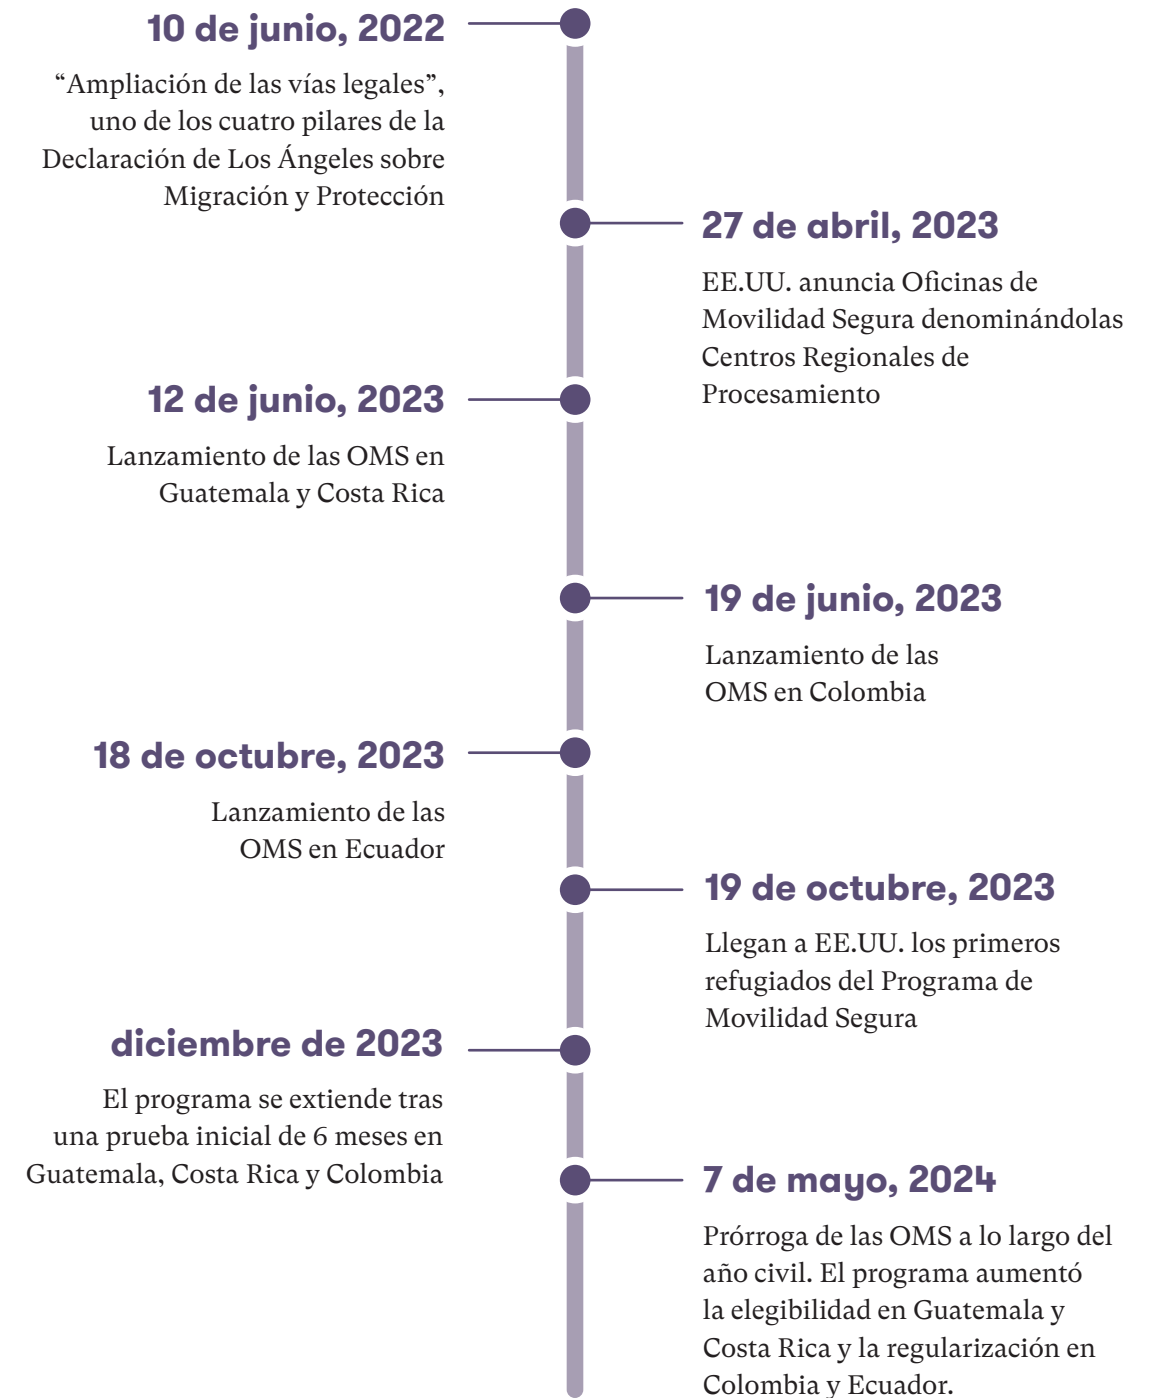 10 de junio, 2022
“Ampliación de las vías legales”,
uno de los cuatro pilares de la
Declaración de Los Ángeles sobre
Migración y Protección
27 de abril, 2023
EE.UU. anuncia Oficinas de
Movilidad Segura denominándolas
Centros Regionales de
Procesamiento
12 de junio, 2023
Lanzamiento de las OMS en
Guatemala y Costa Rica
19 de junio, 2023
Lanzamiento de las
OMS en Colombia
18 de octubre, 2023
Lanzamiento de las
OMS en Ecuador
19 de octubre, 2023
Llegan a EE.UU. los primeros
refugiados del Programa de
Movilidad Segura
diciembre de 2023
El programa se extiende tras
una prueba inicial de 6 meses en
Guatemala, Costa Rica y Colombia
7 de mayo, 2024
Prórroga de las OMS a lo largo del
año civil. El programa aumentó
la elegibilidad en Guatemala y
Costa Rica y la regularización en
Colombia y Ecuador.